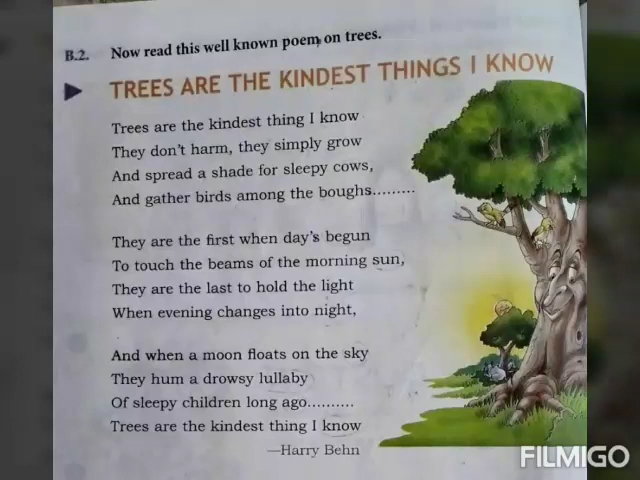 B.2. Now read this well known poem, on trees.
TREES ARE THE KINDEST THINGS I KNOW
Trees are the kindest thing I know
They don't harm, they simply grow
And spread a shade for sleepy cows,
And gather birds among the boughs.........
They are the first when day's begun
To touch the beams of the morning sun,
They are the last to hold the light
When evening changes into night,
And when a moon floats on the sky
They hum a drowsy lullaby
Of sleepy children long ago..........
Trees are the kindest thing I know
—Harry Behn
FILMIGO